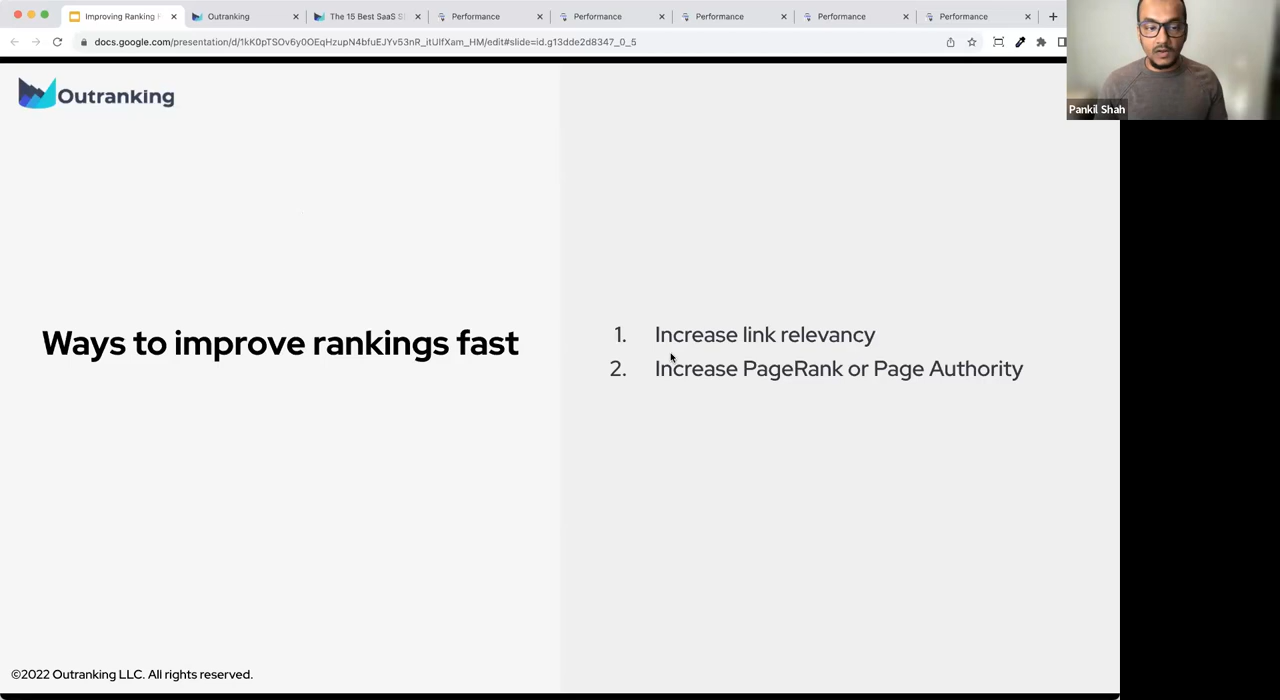 Improving Ranking H
Outranking
The 15 Best SaaS S
Performance
Performance
Performance
Performance
Performance
docs.google.com/presentation/d/1kK0pTSOv6y0OEqHzupN4bfuEJYv53nR_itUlfXam_HM/edit#slide=id.g13dde2d8347_0_5
Pankil Shah
Outranking
Ways to improve rankings fast
1. Increase link relevancy
2. Increase PageRank or Page Authority
©2022 Outranking LLC. All rights reserved.